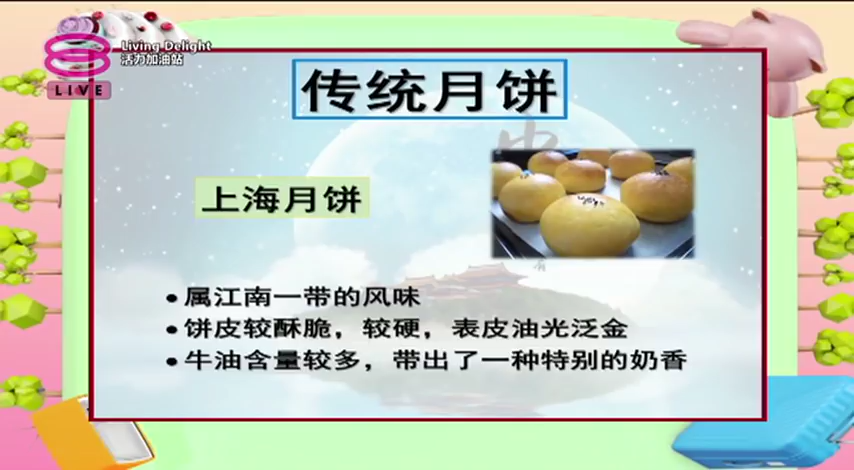 Living Delight
活力加油站
LIVE
传统月饼
上海月饼
•属江南一带的风味
•饼皮较酥脆，较硬，表皮油光泛金
•牛油含量较多，带出了一种特别的奶香